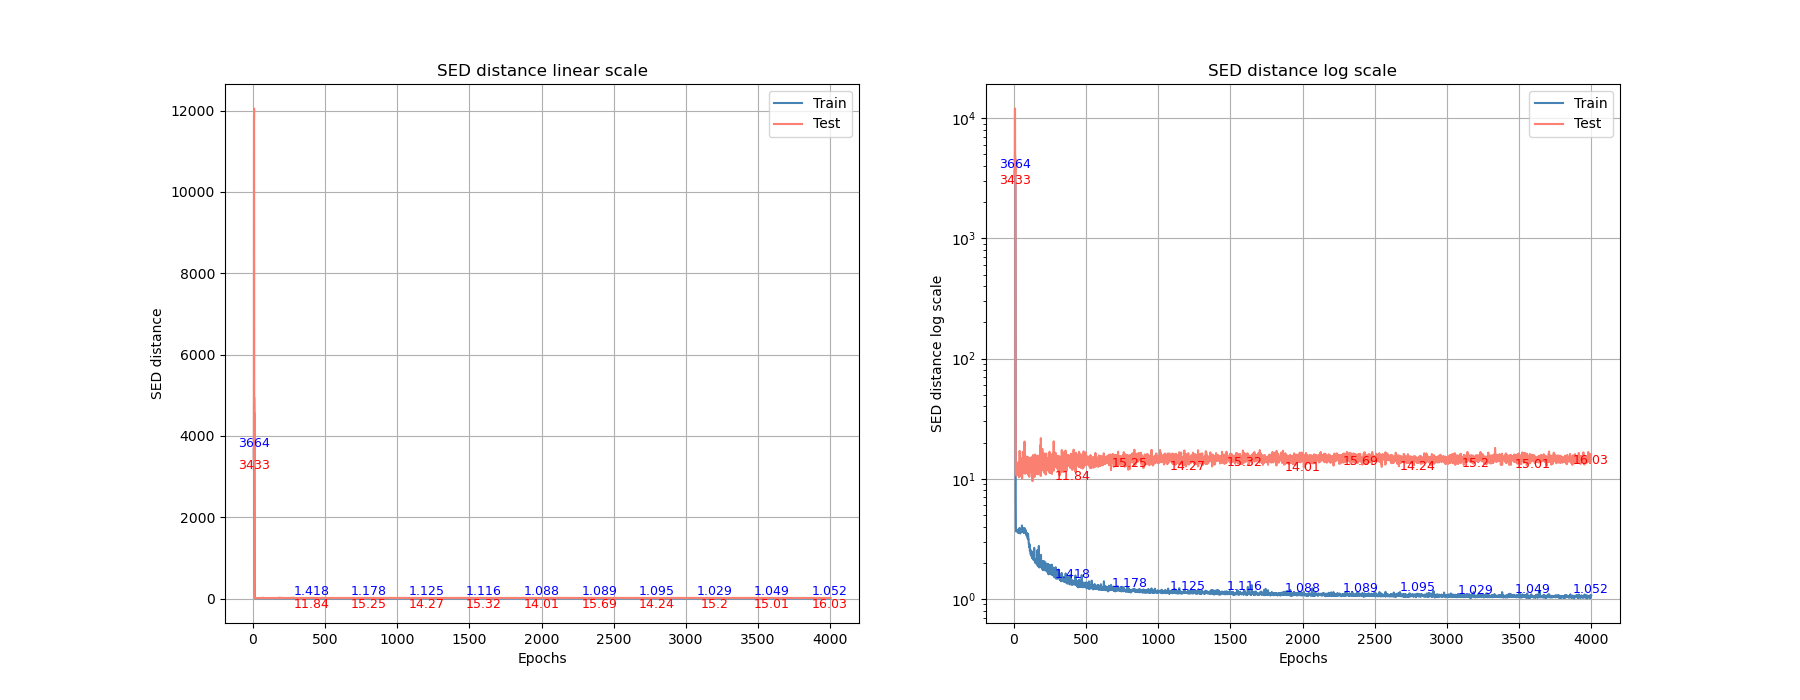 SED distance linear scale
Train
Test
SED distance
12000
10000
8000
6000
4000
2000
0
3664
3433
1.418 1.178 1.125 1.116 1.088 1.089 1.095 1.029 1.049 1.052
11.84 15.25 14.27 15.32 14.01 15.69 14.24 15.2 15.01 16.03
0 500 1000 1500 2000 2500 3000 3500 4000
Epochs
SED distance log scale
Train
Test
SED distance log scale
10⁴
10³
10²
10¹
10⁰
3664
3433
11.84 15.25 14.27 15.32 14.01 15.69 14.24 15.2 15.01 16.03
1.418 1.178 1.125 1.116 1.088 1.089 1.095 1.029 1.049 1.052
0 500 1000 1500 2000 2500 3000 3500 4000
Epochs